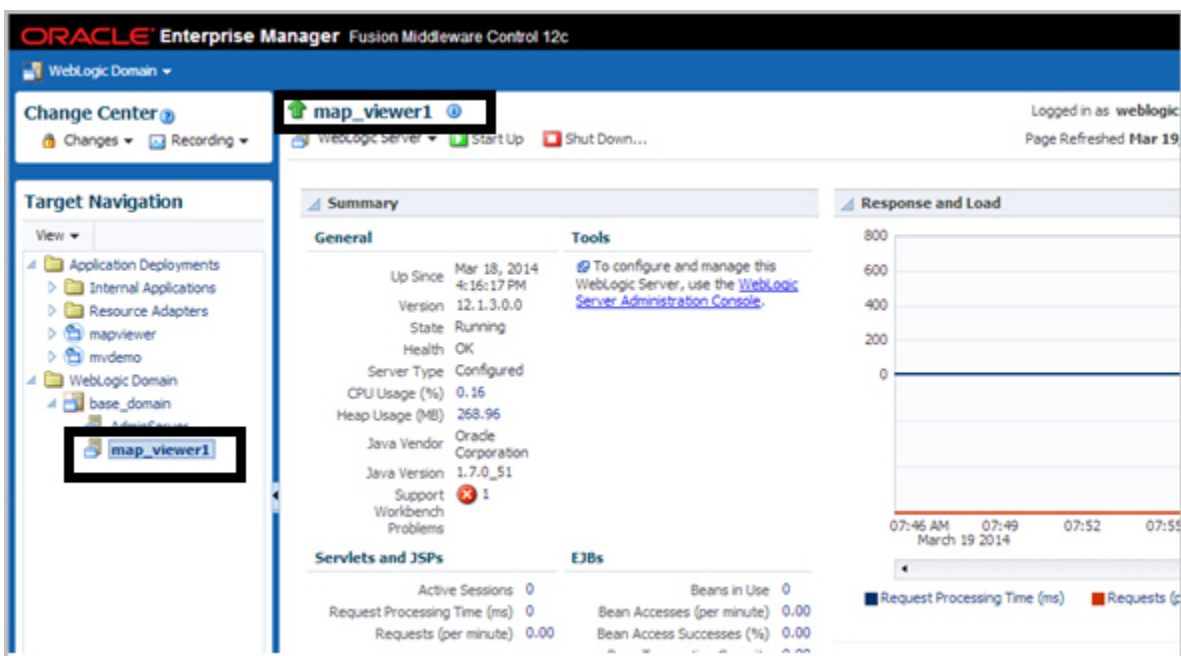 ORACLE Enterprise Manager Fusion Middleware Control 12c
WebLogic Domain
Change Center
Changes
Recording
map_viewer1
WebLogic Server
Start Up
Shut Down...
Logged in as weblogic
Page Refreshed Mar 19,
Target Navigation
View
Application Deployments
Internal Applications
Resource Adapters
mapviewer
mvdemo
WebLogic Domain
base_domain
AdminServer
map_viewer1
Summary
General
Up Since Mar 18, 2014
4:16:17 PM
Version 12.1.3.0.0
State Running
Health OK
Server Type Configured
CPU Usage (%) 0.16
Heap Usage (MB) 268.96
Java Vendor Oracle
Corporation
Java Version 1.7.0_51
Support 1
Workbench
Problems
Tools
To configure and manage this
WebLogic Server, use the WebLogic
Server Administration Console.
Servlets and JSPs
Active Sessions 0
Request Processing 0
Time (ms)
Requests (per minute) 0.00
EJBs
Beans in Use 0
Bean Accesses (per minute) 0.00
Bean Access Successes (%) 0.00
Response and Load
800
600
400
200
0
07:46 AM 07:49 07:52 07:55
March 19 2014
Request Processing Time (ms) Requests (p